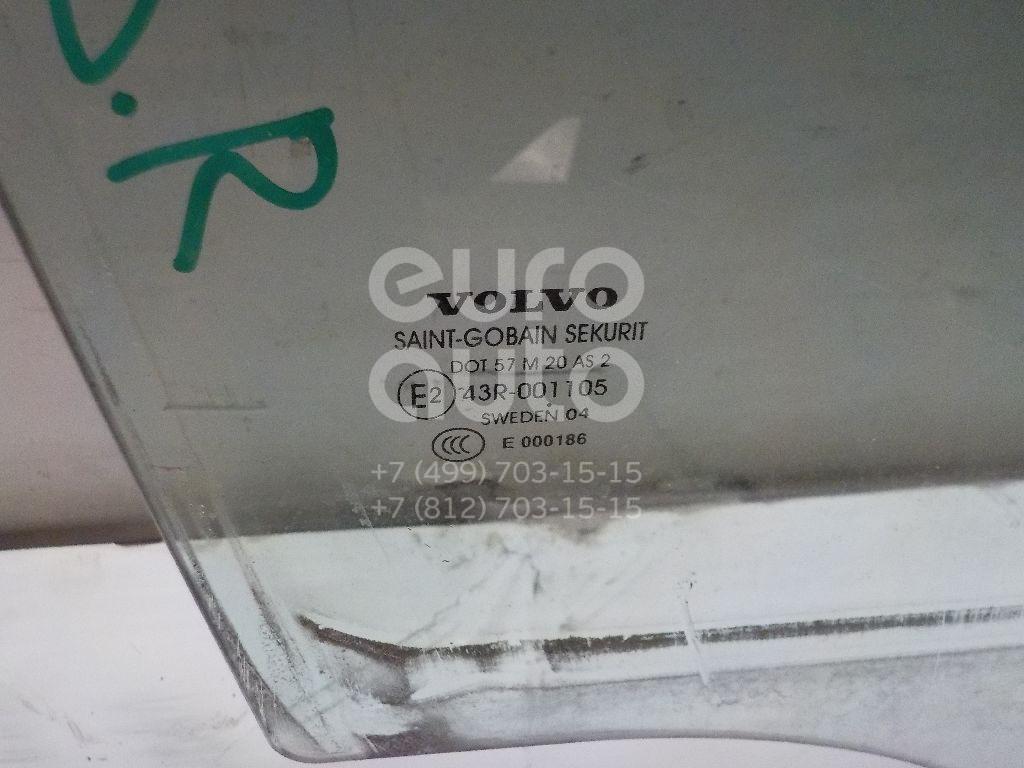 V.R
euro
auto
VOLVO
SAINT-GOBAIN SEKURIT
DOT 57 M 20 AS 2
E2 43R-001105
SWEDEN 04
CCC E 000186
+7 (499) 703-15-15
+7 (812) 703-15-15